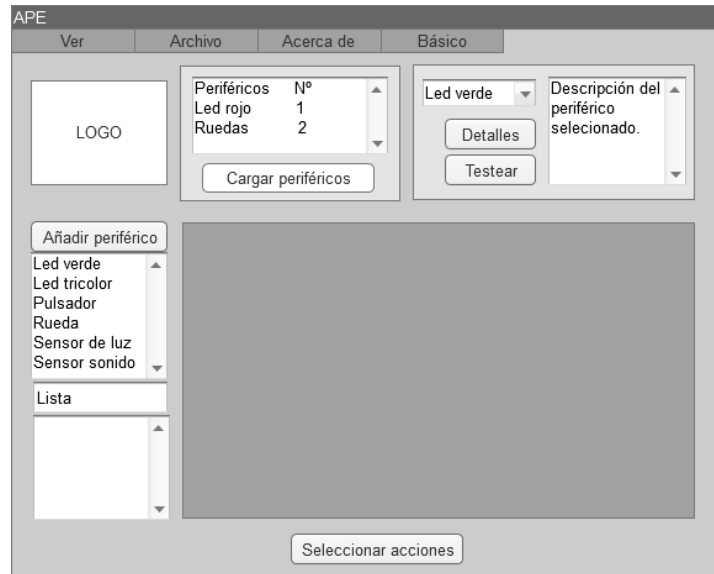 APE
Ver Archivo Acerca de Básico
LOGO
Periféricos Nº
Led rojo 1
Ruedas 2
Cargar periféricos
Led verde
Detalles
Testear
Descripción del
periférico
selecionado.
Añadir periférico
Led verde
Led tricolor
Pulsador
Rueda
Sensor de luz
Sensor sonido
Lista
Seleccionar acciones